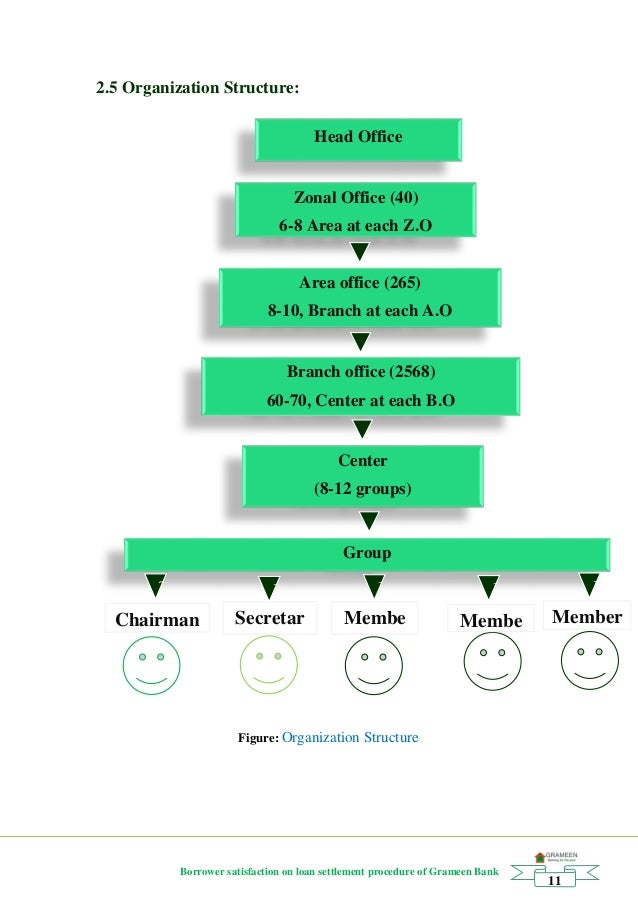 2.5 Organization Structure:
Head Office
Zonal Office (40)
6-8 Area at each Z.O
Area office (265)
8-10, Branch at each A.O
Branch office (2568)
60-70, Center at each B.O
Center
(8-12 groups)
Group
Chairman Secretar Membe Membe Member
Figure: Organization Structure
GRAMEEN
Borrower satisfaction on loan settlement procedure of Grameen Bank
11